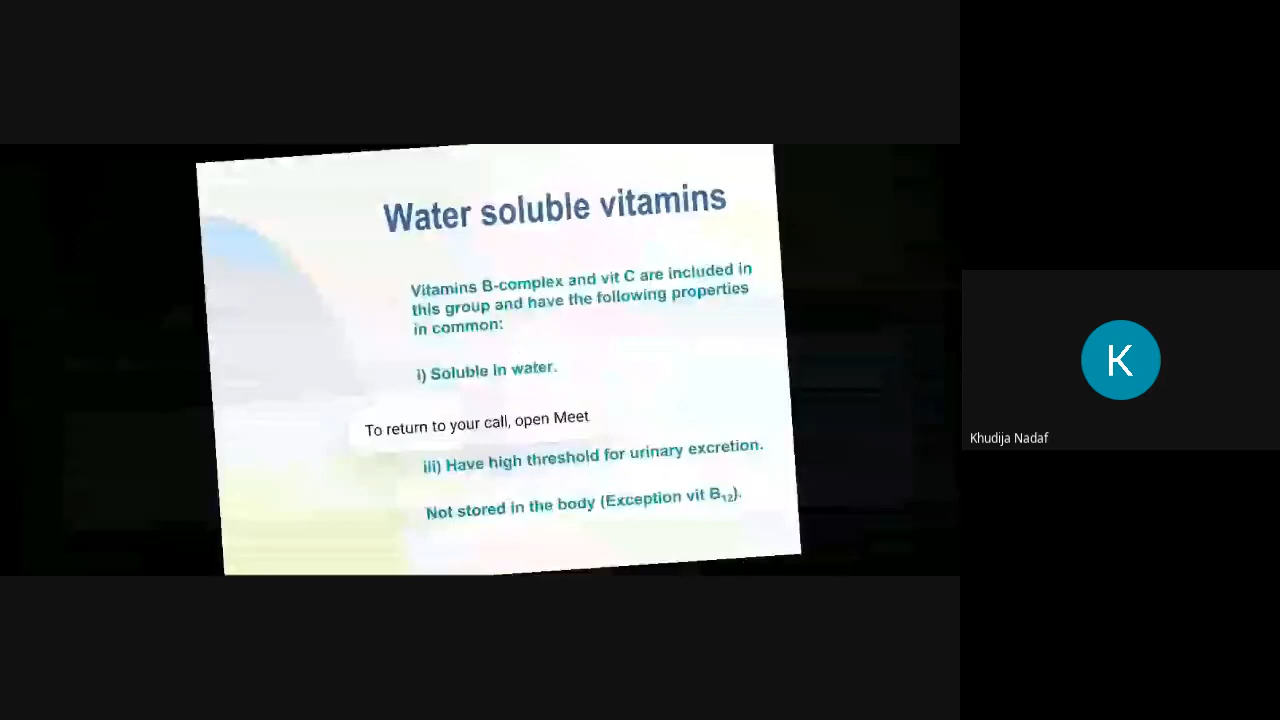 Water soluble vitamins
Vitamins B-complex and vit C are included in
this group and have the following properties
in common:
i) Soluble in water.
To return to your call, open Meet
iii) Have high threshold for urinary excretion.
Not stored in the body (Exception vit B₁₂).
K
Khudija Nadaf